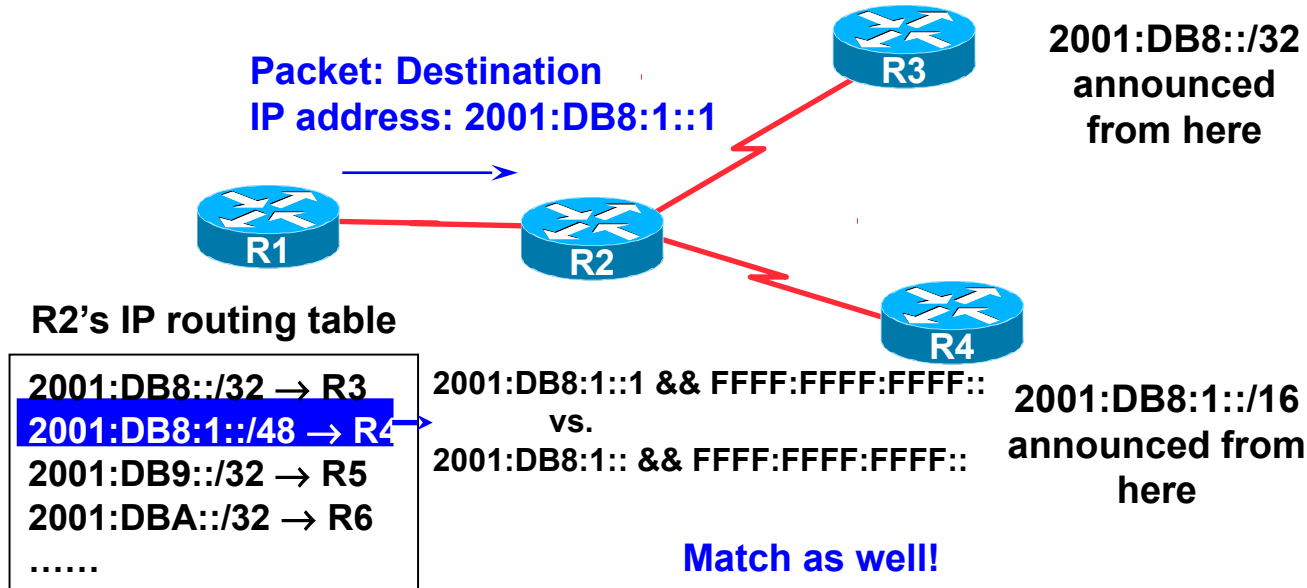 Packet: Destination
IP address: 2001:DB8:1::1
R3
2001:DB8::/32
announced
from here
R1
R2
R4
R2’s IP routing table
2001:DB8::/32 → R3
2001:DB8:1::/48 → R4
2001:DB9::/32 → R5
2001:DBA::/32 → R6
……
2001:DB8:1::1 && FFFF:FFFF:FFFF::
vs.
2001:DB8:1:: && FFFF:FFFF:FFFF::
Match as well!
2001:DB8:1::/16
announced from
here